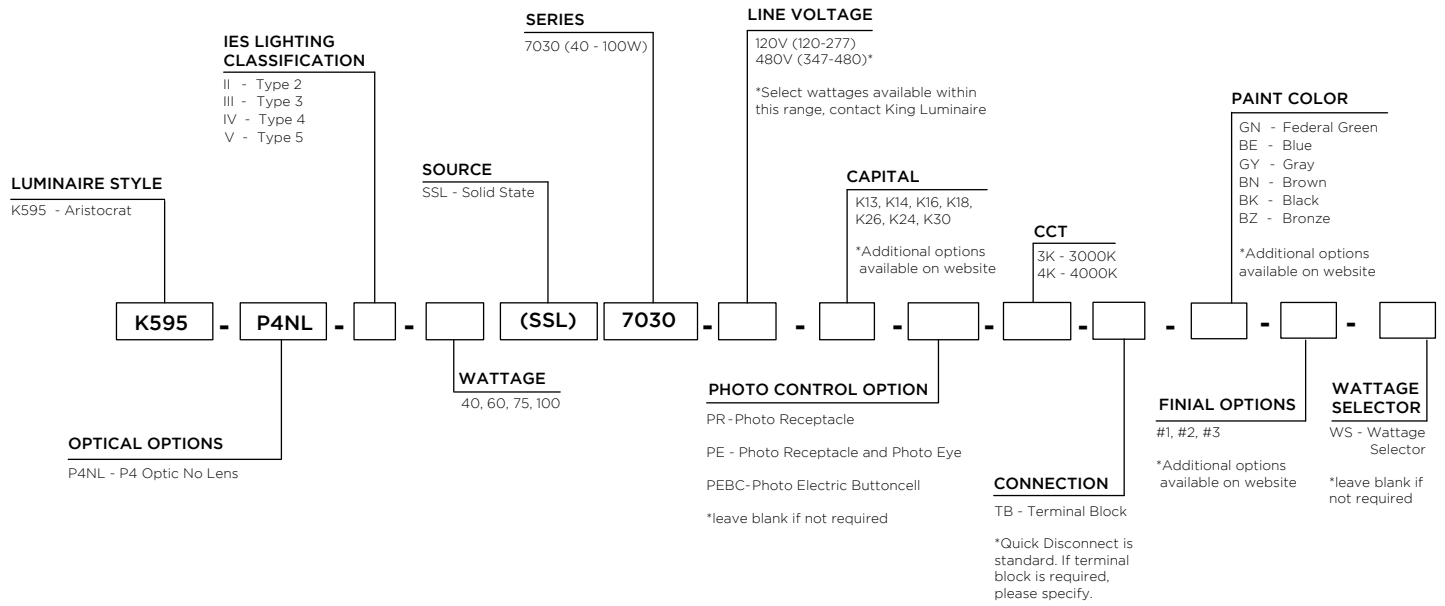 SERIES
7030 (40 - 100W)
LINE VOLTAGE
120V (120-277)
480V (347-480)*
*Select wattages available within
this range, contact King Luminaire
IES LIGHTING
CLASSIFICATION
II - Type 2
III - Type 3
IV - Type 4
V - Type 5
PAINT COLOR
GN - Federal Green
BE - Blue
GY - Gray
BN - Brown
BK - Black
BZ - Bronze
*Additional options
available on website
LUMINAIRE STYLE
K595 - Aristocrat
SOURCE
SSL - Solid State
CAPITAL
K13, K14, K16, K18,
K26, K24, K30
*Additional options
available on website
CCT
3K - 3000K
4K - 4000K
K595 - P4NL - - (SSL) 7030 - - - - - - - -
WATTAGE
40, 60, 75, 100
OPTICAL OPTIONS
P4NL - P4 Optic No Lens
PHOTO CONTROL OPTION
PR-Photo Receptacle
PE - Photo Receptacle and Photo Eye
PEBC-Photo Electric Buttoncell
*leave blank if not required
CONNECTION
TB - Terminal Block
*Quick Disconnect is
standard. If terminal
block is required,
please specify.
FINIAL OPTIONS
#1, #2, #3
*Additional options
available on website
WATTAGE
SELECTOR
WS - Wattage
Selector
*leave blank if
not required